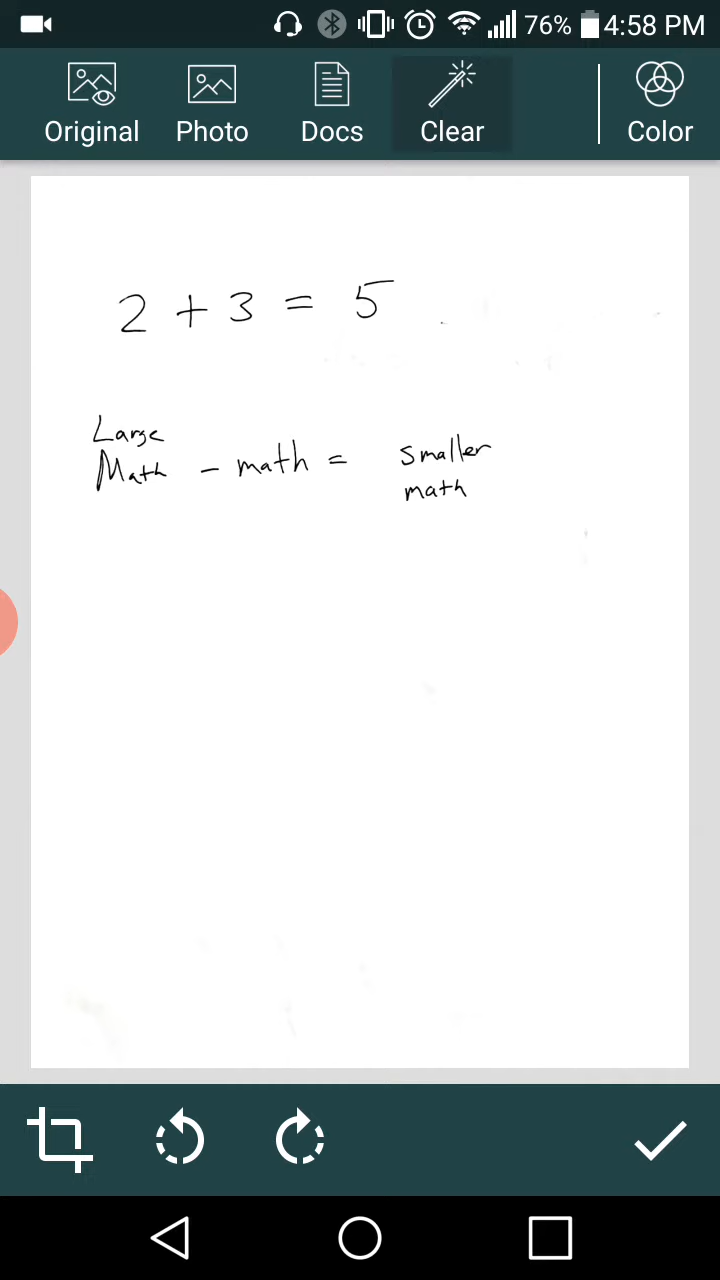 76% 4:58 PM
Original Photo Docs Clear Color
2 + 3 = 5
Large
Math - math = smaller
math